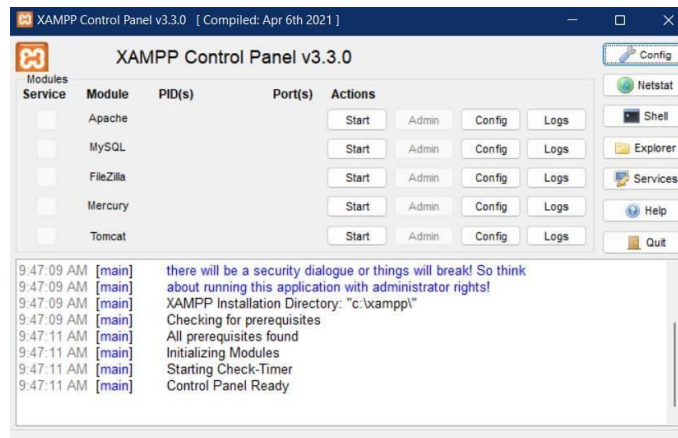 XAMPP Control Panel v3.3.0 [ Compiled: Apr 6th 2021 ]
XAMPP Control Panel v3.3.0
Config
Modules
Service Module PID(s) Port(s) Actions
Netstat
Apache Start Admin Config Logs
Shell
MySQL Start Admin Config Logs
Explorer
FileZilla Start Admin Config Logs
Services
Mercury Start Admin Config Logs
Help
Tomcat Start Admin Config Logs
Quit
9:47:09 AM [main] there will be a security dialogue or things will break! So think
9:47:09 AM [main] about running this application with administrator rights!
9:47:09 AM [main] XAMPP Installation Directory: "c:\xampp\"
9:47:09 AM [main] Checking for prerequisites
9:47:11 AM [main] All prerequisites found
9:47:11 AM [main] Initializing Modules
9:47:11 AM [main] Starting Check-Timer
9:47:11 AM [main] Control Panel Ready